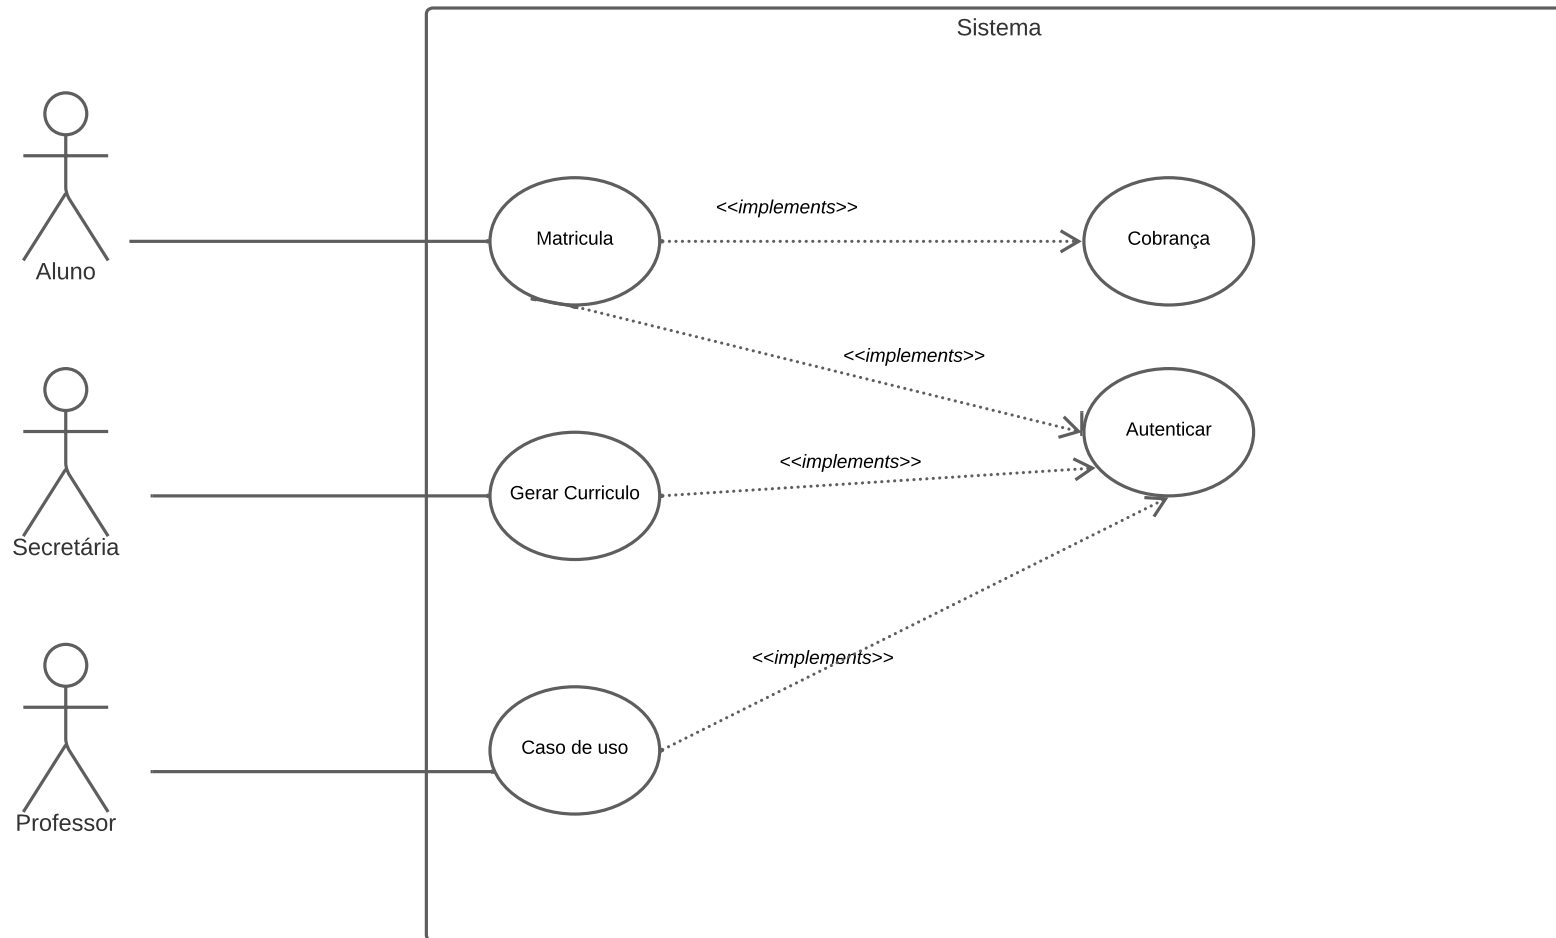 Sistema
<<implements>>
Matricula
Cobrança
Aluno
<<implements>>
Autenticar
<<implements>>
Gerar Curriculo
Secretária
<<implements>>
Caso de uso
Professor